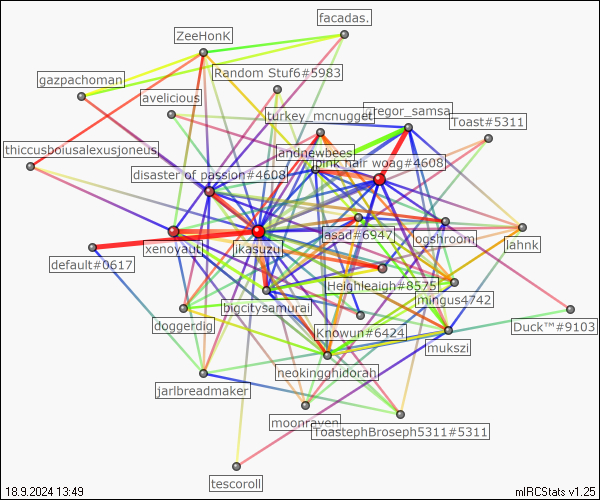 facadas.
ZeeHonK
Random Stuf6#5983
gazpachoman
avelicious
turkey_mcnugget
gregor_samsa
Toast#5311
thiccusbousalexusjoneus
andnewbees
pink hair woag#4608
disaster of passion#4608
asad#6947
ogshroom
lahnk
xenoyaut
ikasuzu
default#0617
Heighleaigh#8575
mingus4742
bigcitysamurai
doggerdig
Knowun#6424
Duck™#9103
mukszi
neokingghidorah
jarlbreadmaker
moonraven
ToastephBroseph5311#5311
tescoroll
18.9.2024 13:49
mIRCStats v1.25